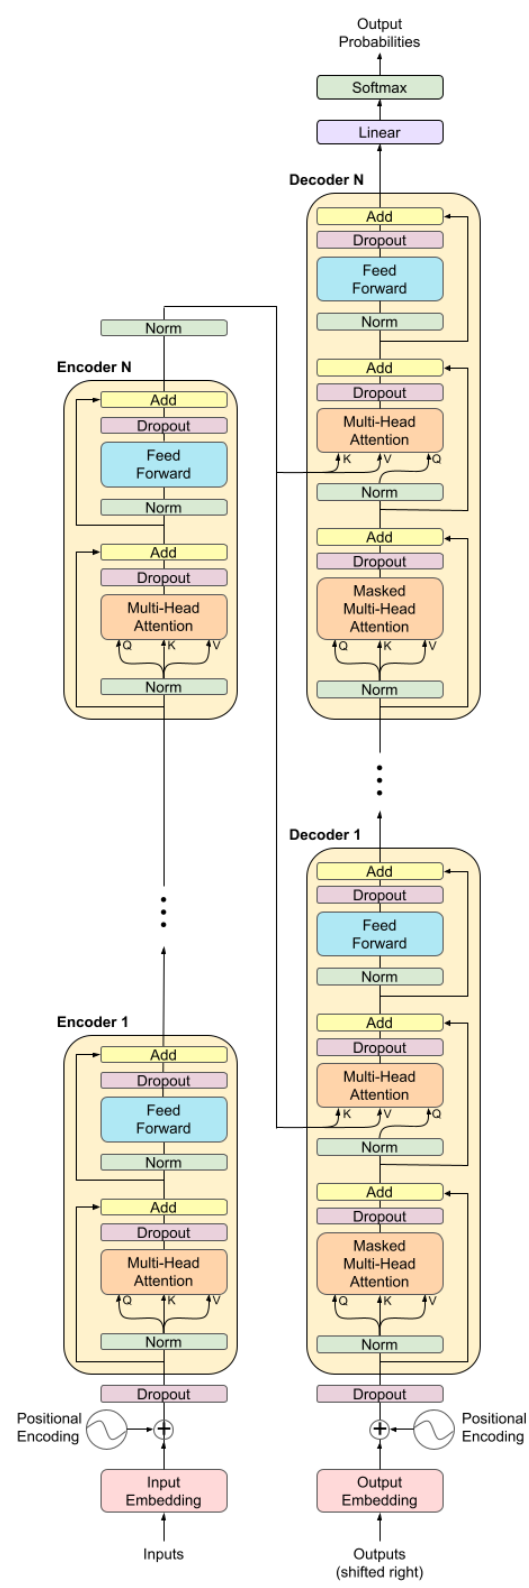 Output
Probabilities
Softmax
Linear
Decoder N
Add
Dropout
Feed
Forward
Norm
Add
Dropout
Multi-Head
Attention
K V Q
Norm
Add
Dropout
Masked
Multi-Head
Attention
Q K V
Norm
Norm
Encoder N
Add
Dropout
Feed
Forward
Norm
Add
Dropout
Multi-Head
Attention
Q K V
Norm
Decoder 1
Add
Dropout
Feed
Forward
Norm
Add
Dropout
Multi-Head
Attention
K V Q
Norm
Add
Dropout
Masked
Multi-Head
Attention
Q K V
Norm
Dropout
Positional
Encoding
Output
Embedding
Outputs
(shifted right)
Encoder 1
Add
Dropout
Feed
Forward
Norm
Add
Dropout
Multi-Head
Attention
Q K V
Norm
Dropout
Positional
Encoding
Input
Embedding
Inputs